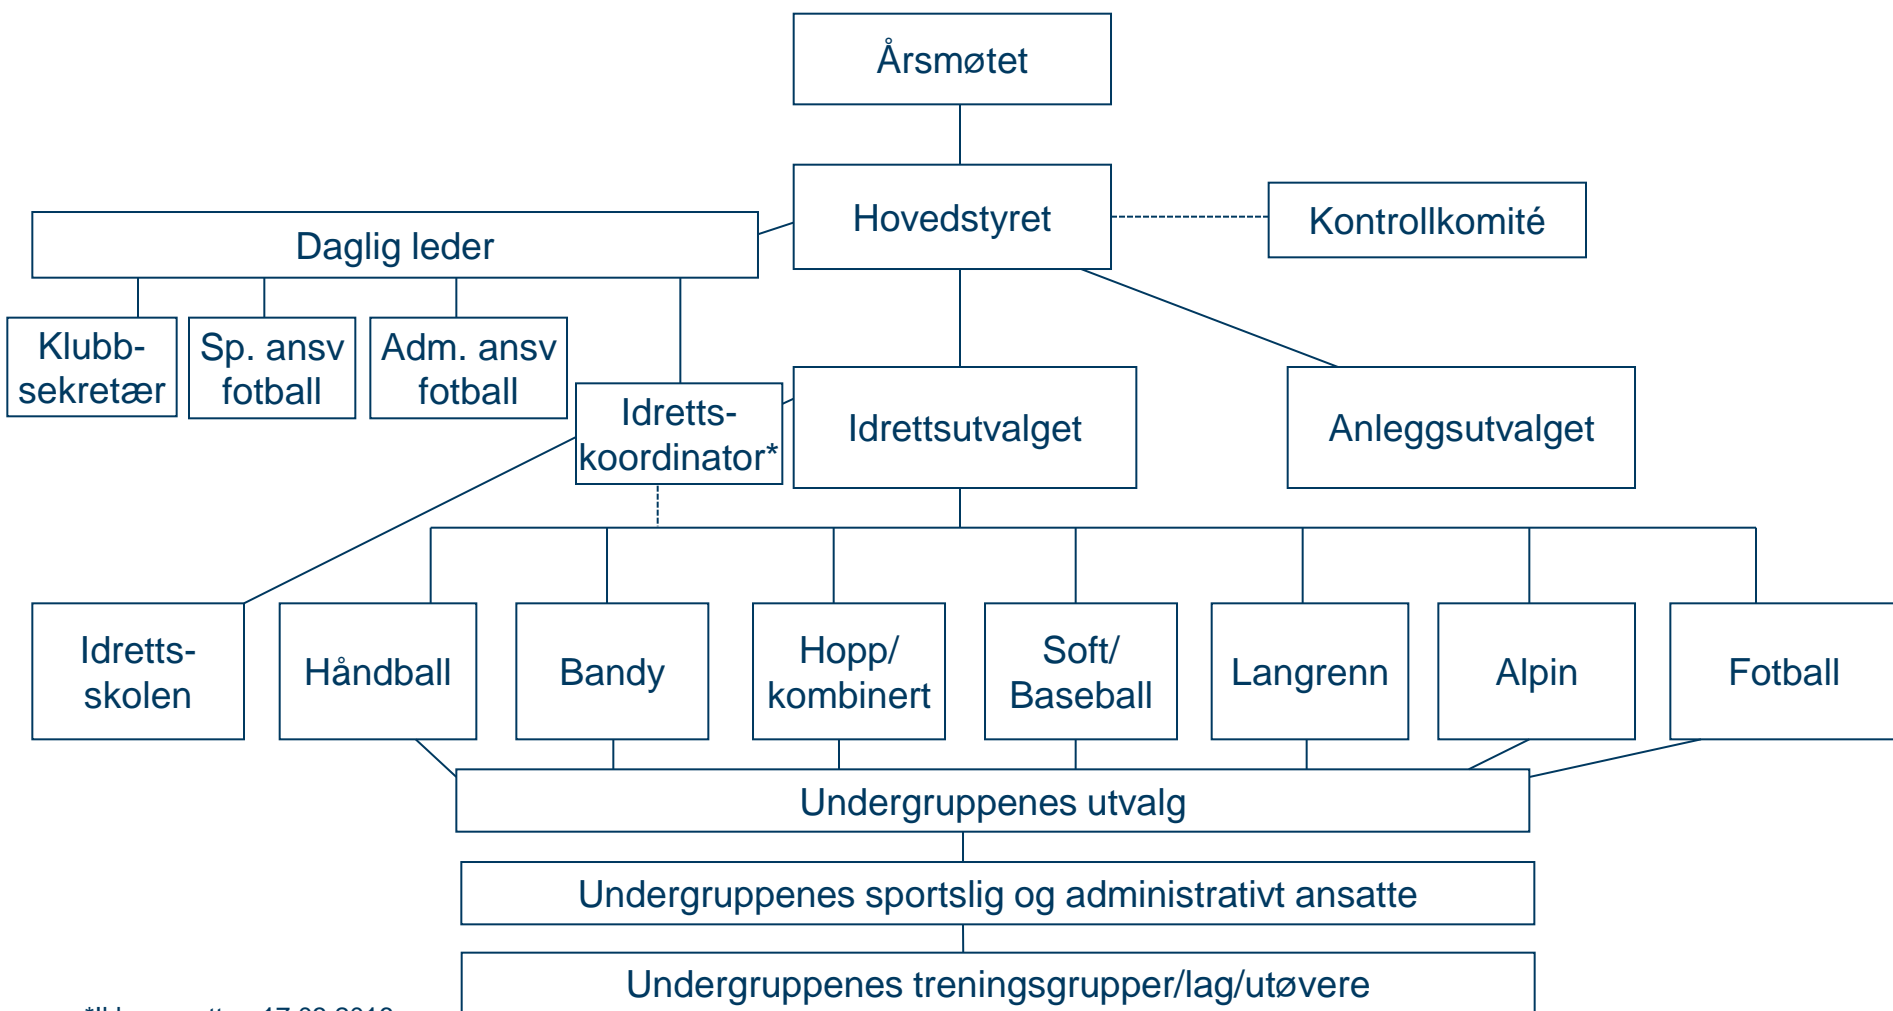 Årsmøtet
Hovedstyret
Kontrollkomité
Daglig leder
Klubb-
sekretær
Sp. ansv
fotball
Adm. ansv
fotball
Idretts-
koordinator*
Idrettsutvalget
Anleggsutvalget
Idretts-
skolen
Håndball
Bandy
Hopp/
kombinert
Soft/
Baseball
Langrenn
Alpin
Fotball
Undergruppenes utvalg
Undergruppenes sportslig og administrativt ansatte
Undergruppenes treningsgrupper/lag/utøvere